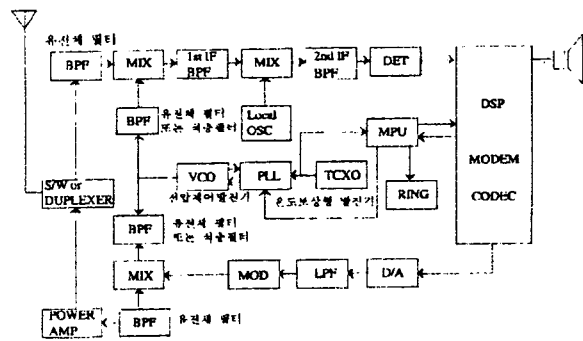 유전체 필터
BPF
MIX
1st IF
BPF
MIX
2nd IF
BPF
DET
DSP
MODEM
CODEC
BPF
유전체 필터
또는 적층필터
Local
OSC
MPU
VCO
PLL
TCXO
RING
전압제어발진기
온도보상형 발진기
S/W or
DUPLEXER
BPF
유전체 필터
또는 적층필터
MIX
MOD
LPF
D/A
POWER
AMP
BPF
유전체 필터